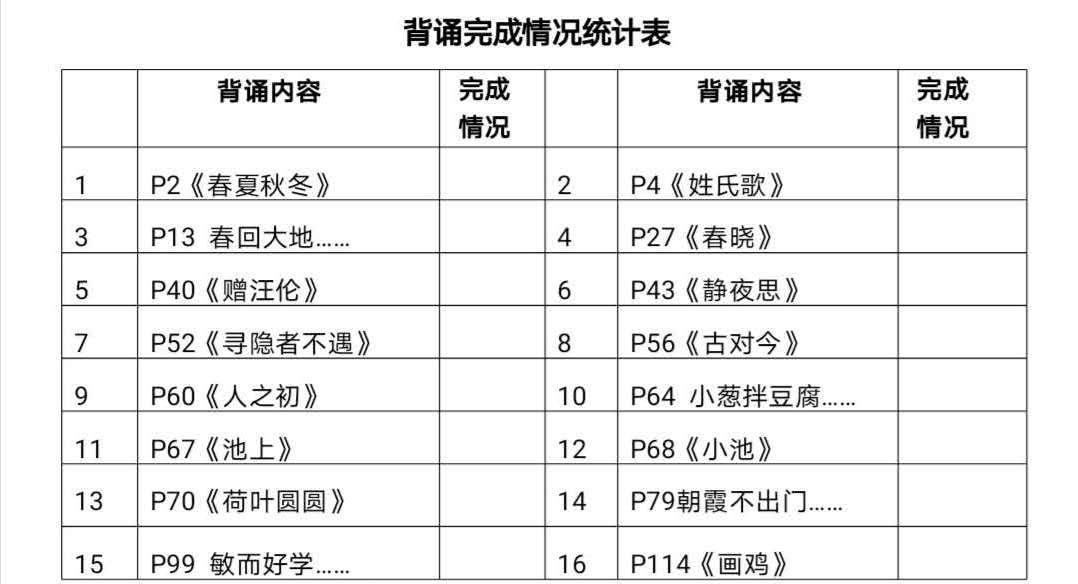 背诵完成情况统计表
背诵内容 完成情况 背诵内容 完成情况
1 P2《春夏秋冬》 2 P4《姓氏歌》
3 P13 春回大地…… 4 P27《春晓》
5 P40《赠汪伦》 6 P43《静夜思》
7 P52《寻隐者不遇》 8 P56《古对今》
9 P60《人之初》 10 P64 小葱拌豆腐……
11 P67《池上》 12 P68《小池》
13 P70《荷叶圆圆》 14 P79朝霞不出门……
15 P99 敏而好学…… 16 P114《画鸡》